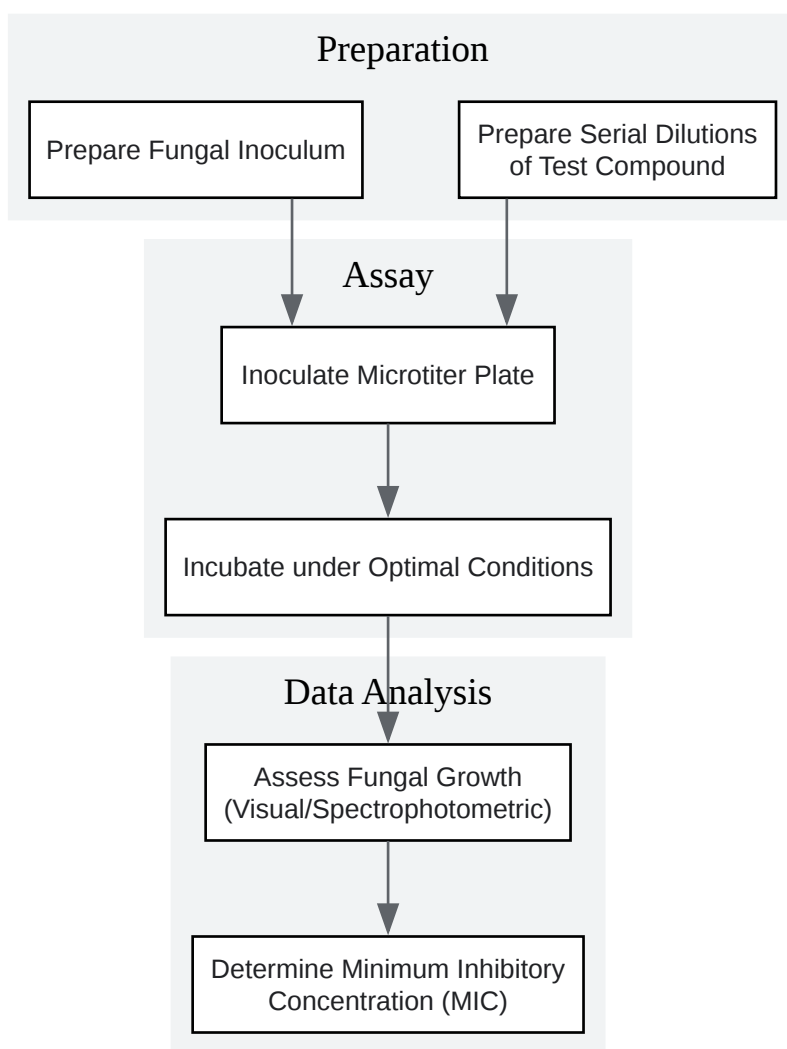 Preparation
Prepare Fungal Inoculum
Prepare Serial Dilutions
of Test Compound
Assay
Inoculate Microtiter Plate
Incubate under Optimal Conditions
Data Analysis
Assess Fungal Growth
(Visual/Spectrophotometric)
Determine Minimum Inhibitory
Concentration (MIC)